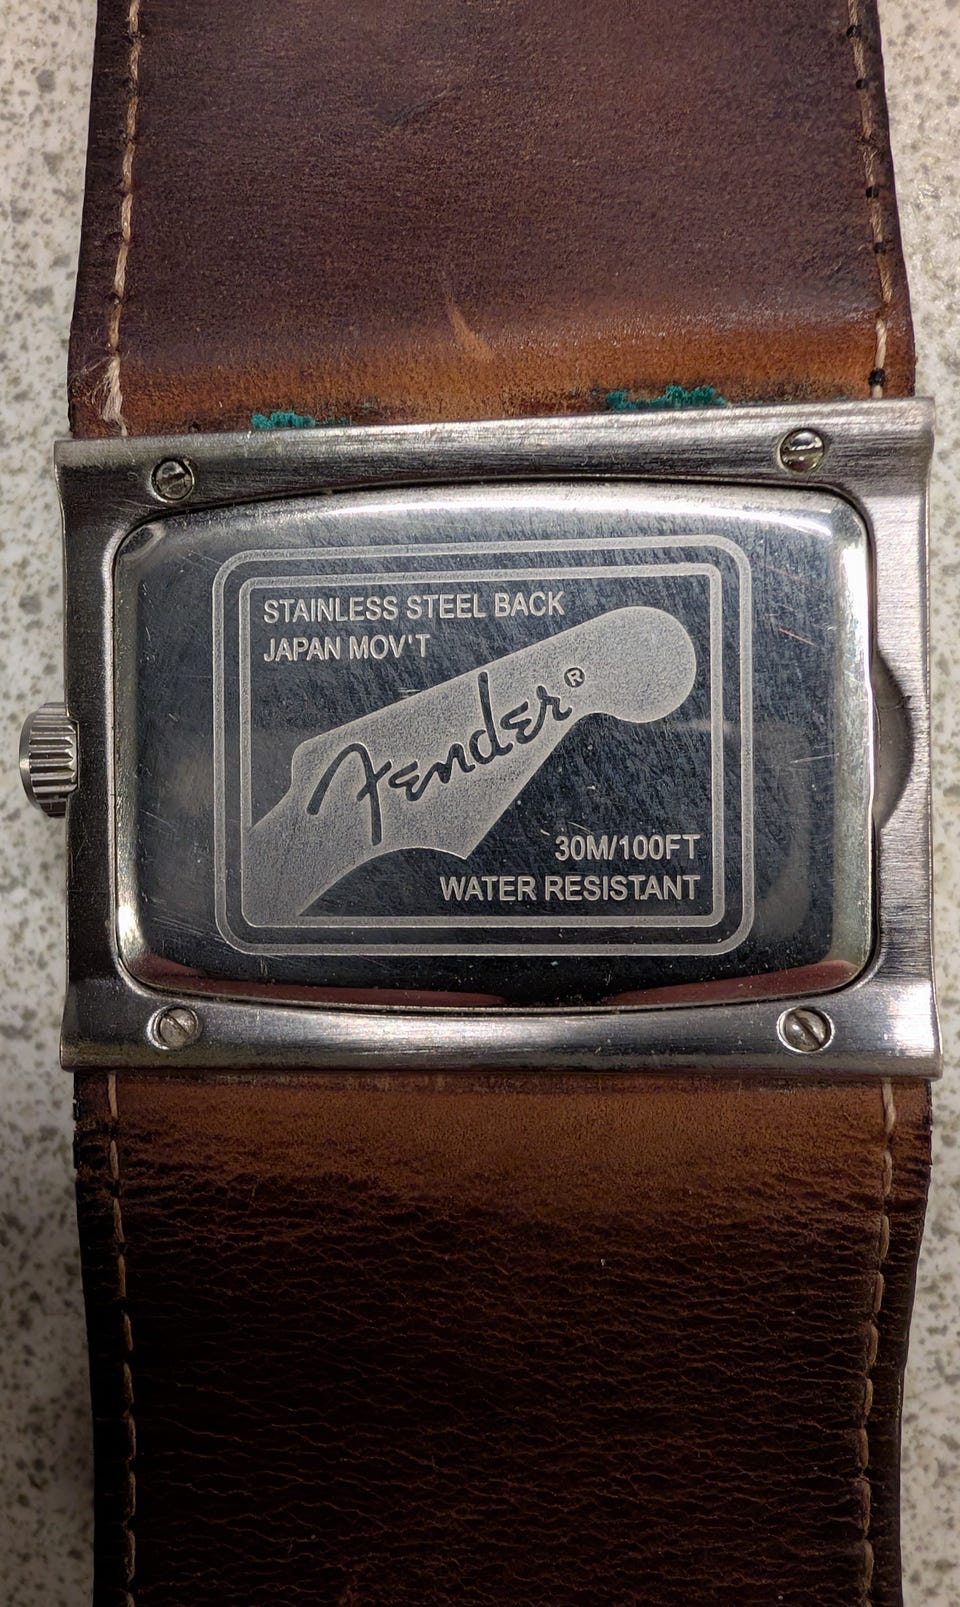 STAINLESS STEEL BACK
JAPAN MOV'T
Fender®
30M/100FT
WATER RESISTANT